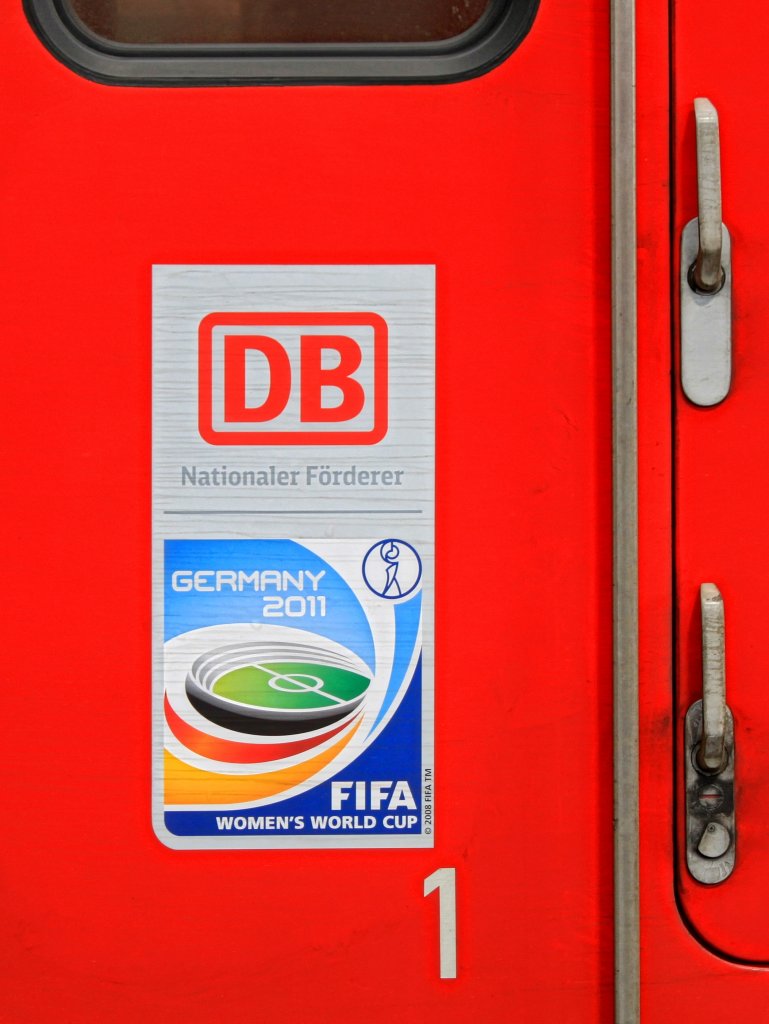 DB
Nationaler Förderer
GERMANY
2011
FIFA
WOMEN'S WORLD CUP
© 2008 FIFA TM
1